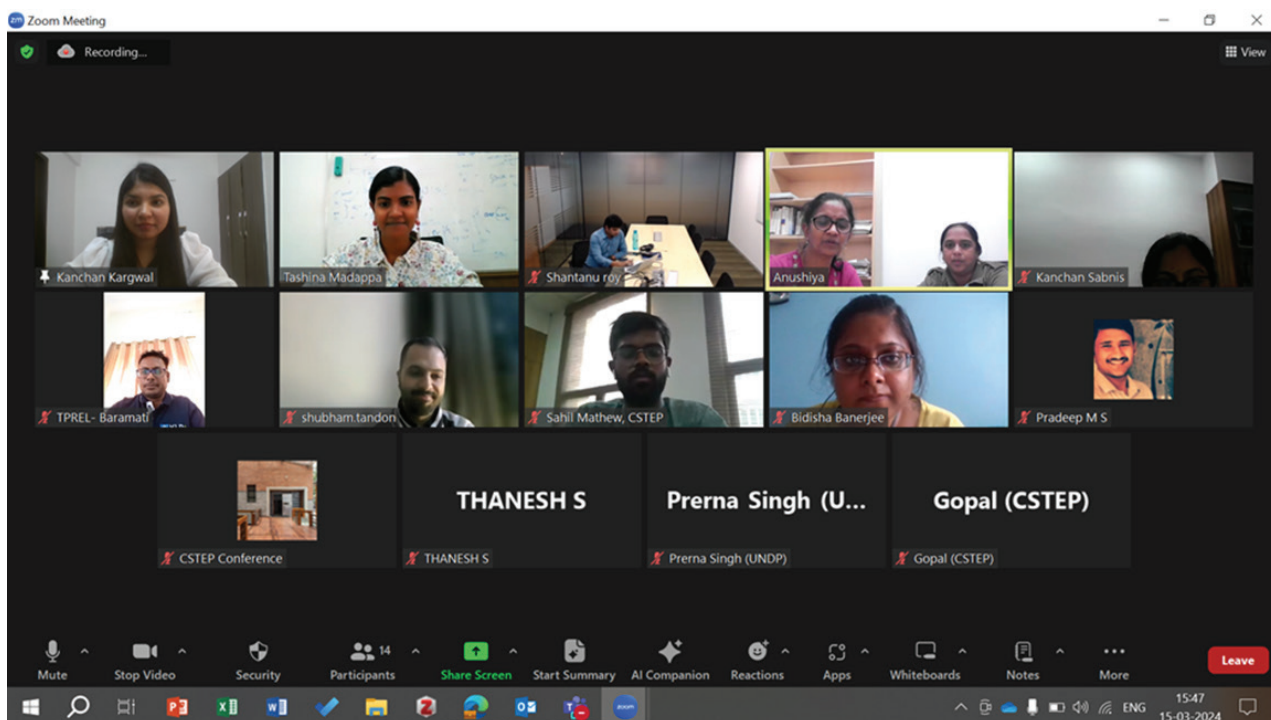 zm Zoom Meeting
Recording...
View
Kanchan Kargwal
Tashina Madappa
Shantanu roy
Anushiya
Kanchan Sabnis
TPREL- Baramati
shubham.tandon
Sahil Mathew, CSTEP
Bidisha Banerjee
Pradeep M S
CSTEP Conference
THANESH S
THANESH S
Prerna Singh (U...
Prerna Singh (UNDP)
Gopal (CSTEP)
Gopal (CSTEP)
14
Mute
Stop Video
Security
Participants
Share Screen
Start Summary
AI Companion
Reactions
Apps
Whiteboards
Notes
More
Leave
zoom
ENG
15:47
15-03-2024